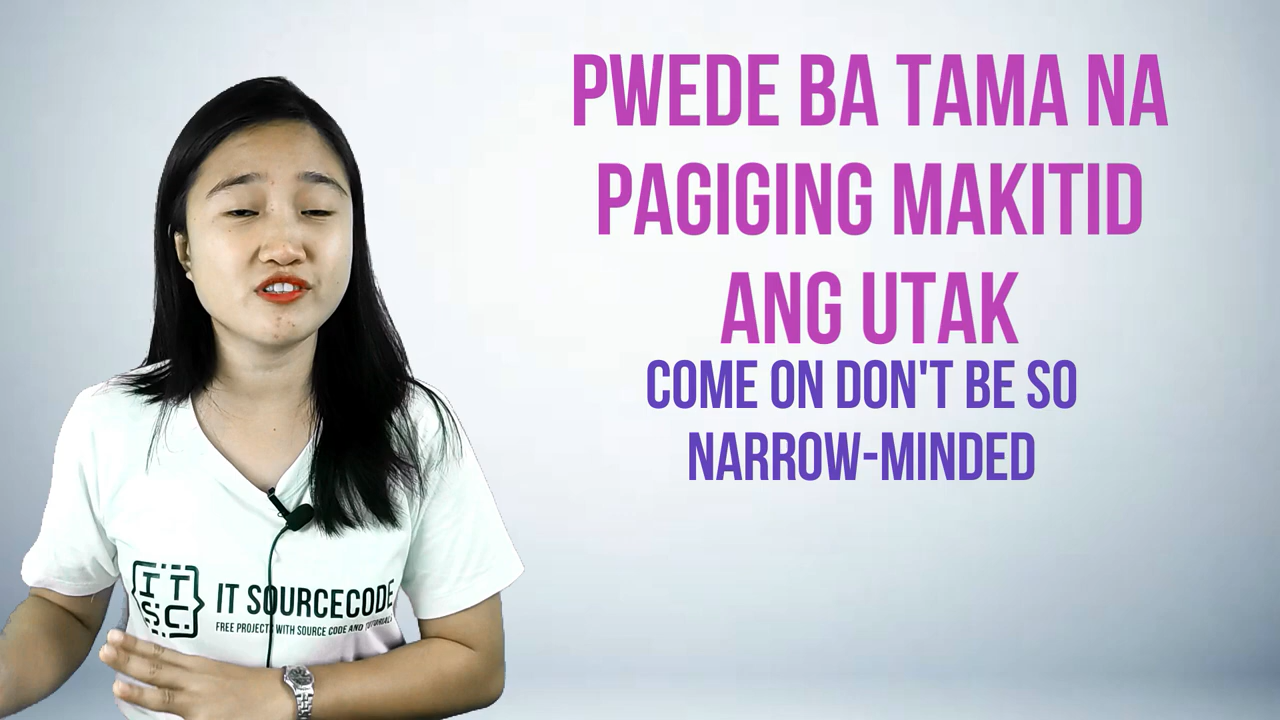 PWEDE BA TAMA NA
PAGIGING MAKITID
ANG UTAK
COME ON DON'T BE SO
NARROW-MINDED
IT
SC
IT SOURCECODE
FREE PROJECTS WITH SOURCE CODE AND TUTORIALS